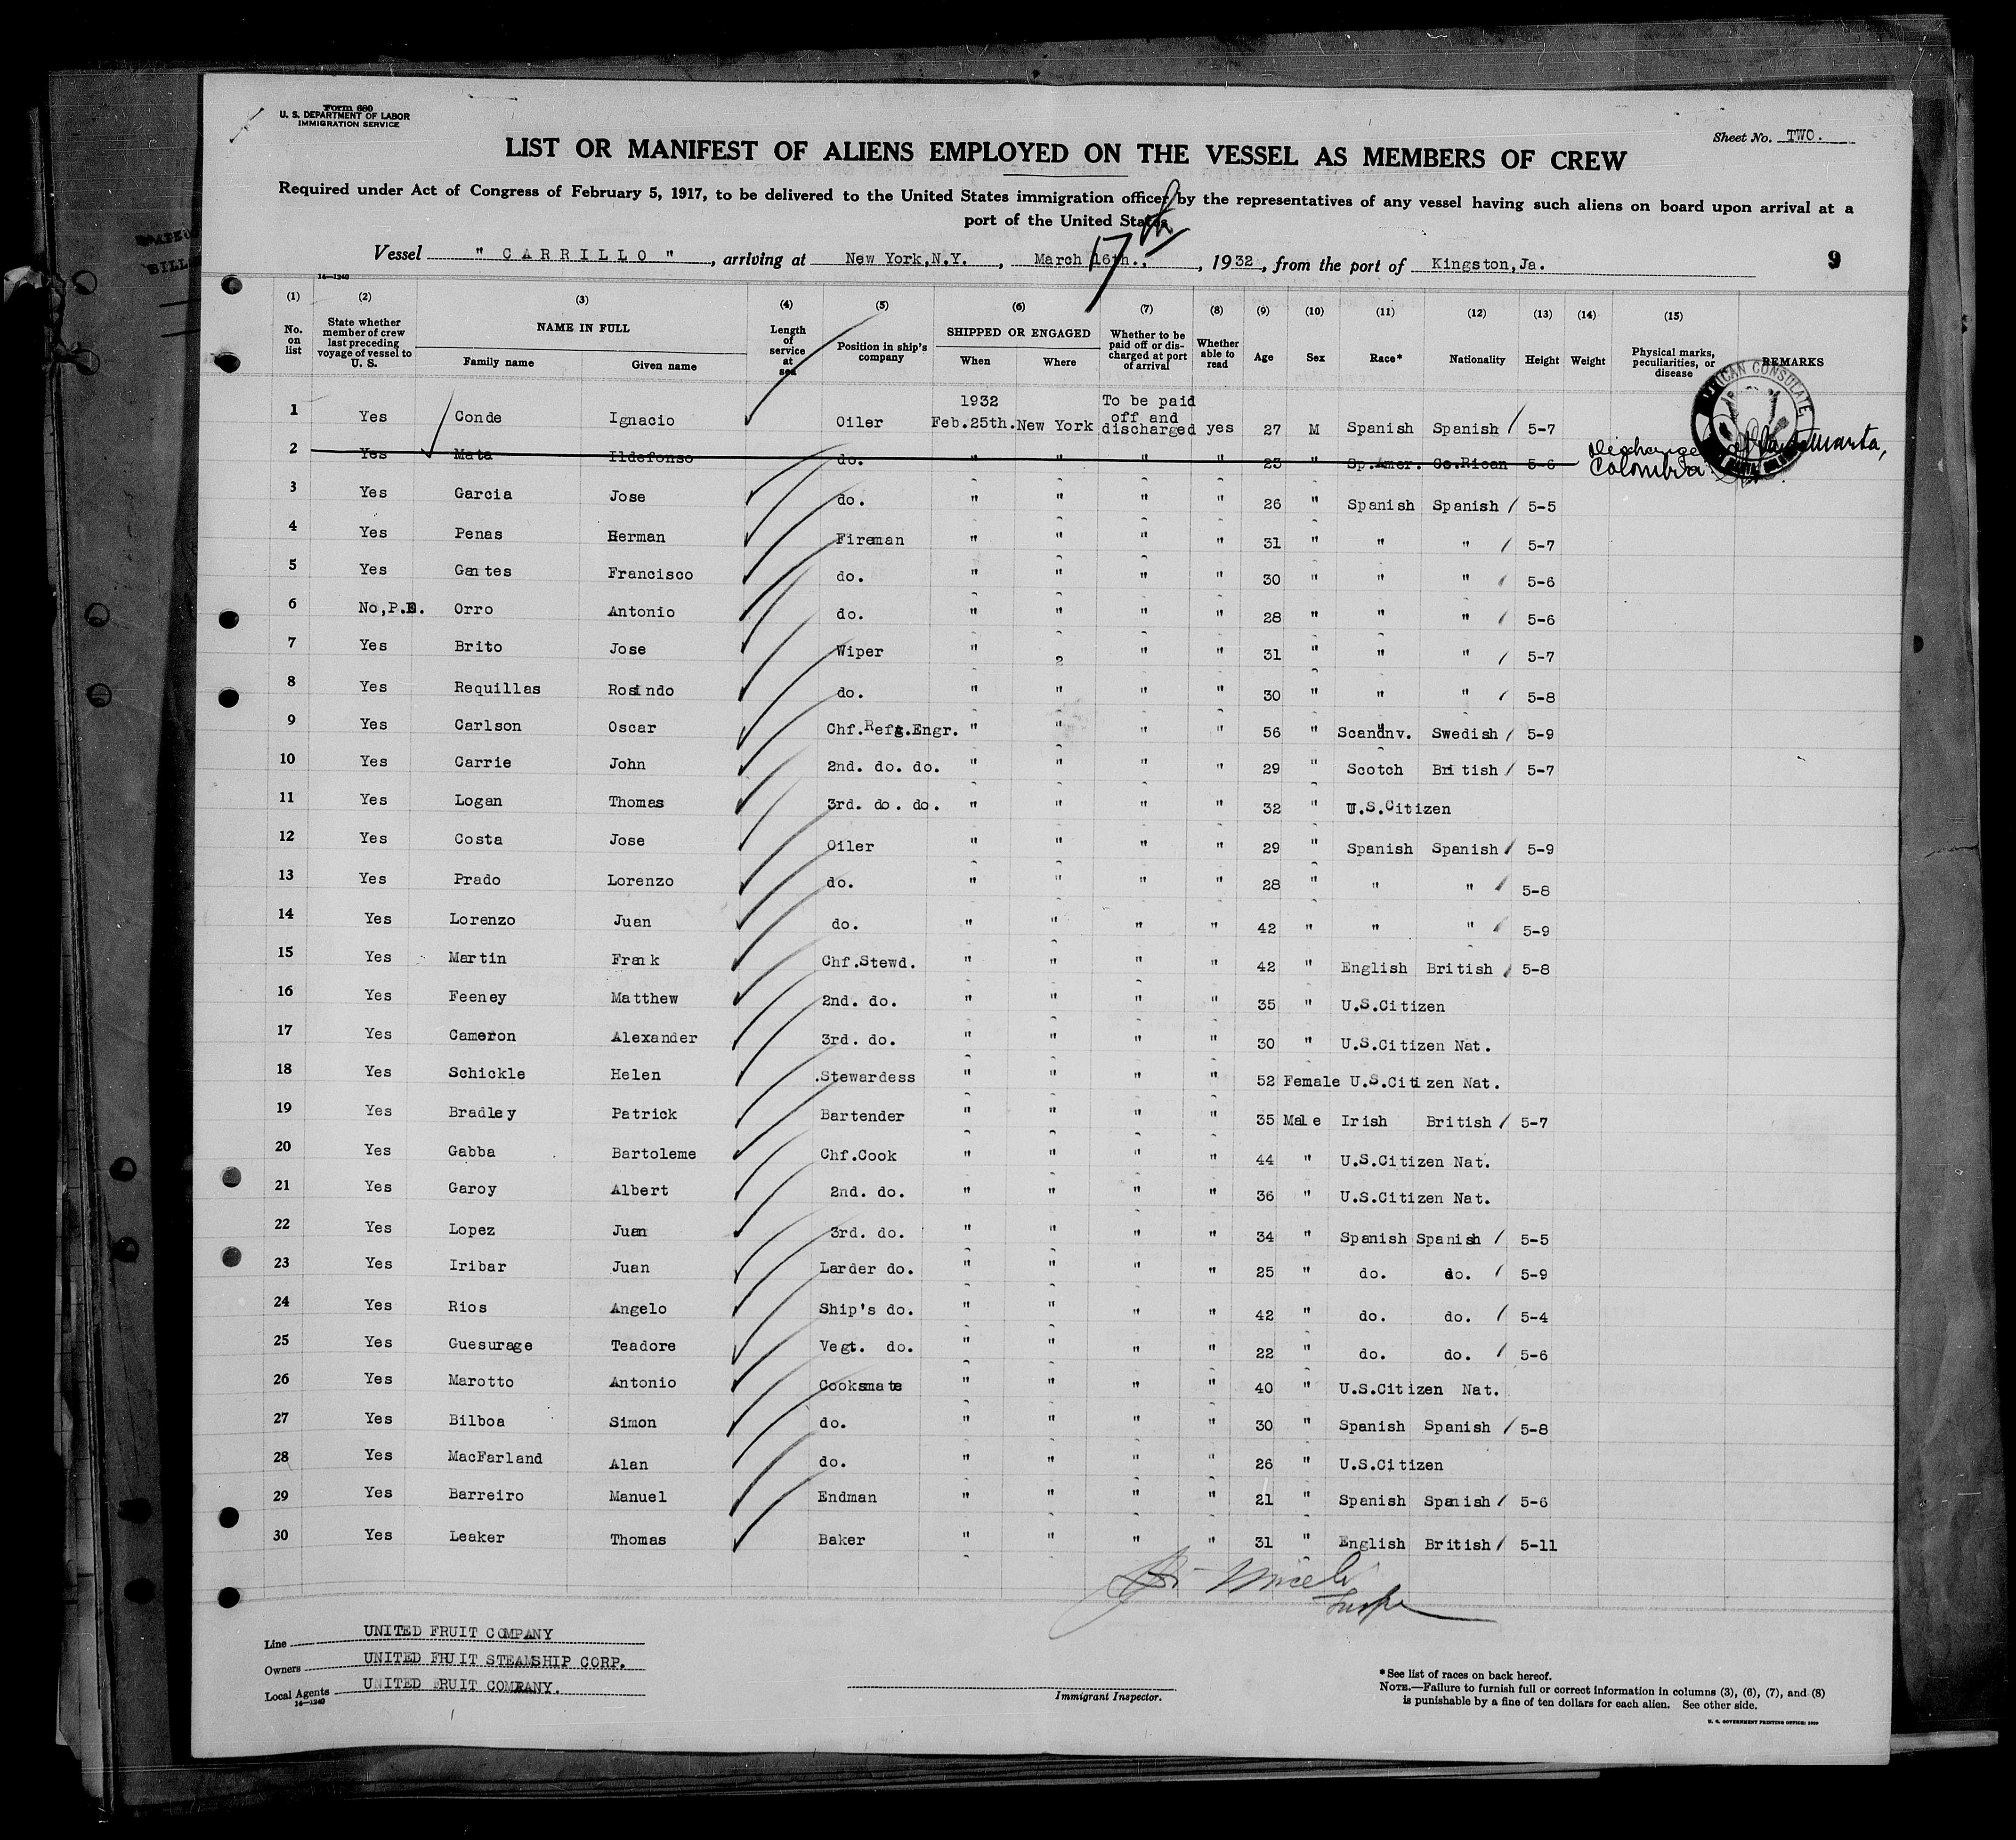 Form 680
U. S. DEPARTMENT OF LABOR
IMMIGRATION SERVICE
Sheet No. TWO.
LIST OR MANIFEST OF ALIENS EMPLOYED ON THE VESSEL AS MEMBERS OF CREW
Required under Act of Congress of February 5, 1917, to be delivered to the United States immigration officer by the representatives of any vessel having such aliens on board upon arrival at a
port of the United States
Vessel " CARRILLO ", arriving at New York,N.Y., March 16th., 17th, 1932, from the port of Kingston,Ja.
9
14—1240
(1) (2) (3) (4) (5) (6) (7) (8) (9) (10) (11) (12) (13) (14) (15)
No. on list State whether member of crew last preceding voyage of vessel to U. S. NAME IN FULL Family name Given name Length of service at sea Position in ship's company SHIPPED OR ENGAGED When Where Whether to be paid off or discharged at port of arrival Whether able to read Age Sex Race* Nationality Height Weight Physical marks, peculiarities, or disease REMARKS
1 Yes Conde Ignacio Oiler 1932 Feb.25th. New York To be paid off and discharged yes 27 M Spanish Spanish 5-7
2 Yes Mata Ildefonso do. " " " " 23 " Sp.Amer. Co.Rican 5-6 Santa Marta, Colombia
3 Yes Garcia Jose do. " " " " 26 " Spanish Spanish 5-5
4 Yes Penas Herman Fireman " " " " 31 " " " 5-7
5 Yes Gantes Francisco do. " " " " 30 " " " 5-6
6 No,P.E. Orro Antonio do. " " " " 28 " " " 5-6
7 Yes Brito Jose Wiper " " " " 31 " " " 5-7
8 Yes Requillas Rosindo do. " " " " 30 " " " 5-8
9 Yes Carlson Oscar Chf.Refg.Engr. " " " " 56 " Scandnv. Swedish 5-9
10 Yes Carrie John 2nd. do. do. " " " " 29 " Scotch British 5-7
11 Yes Logan Thomas 3rd. do. do. " " " " 32 " U.S.Citizen
12 Yes Costa Jose Oiler " " " " 29 " Spanish Spanish 5-9
13 Yes Prado Lorenzo do. " " " " 28 " " " 5-8
14 Yes Lorenzo Juan do. " " " " 42 " " " 5-9
15 Yes Martin Frank Chf.Stewd. " " " " 42 " English British 5-8
16 Yes Feeney Matthew 2nd. do. " " " " 35 " U.S.Citizen
17 Yes Cameron Alexander 3rd. do. " " " " 30 " U.S.Citizen Nat.
18 Yes Schickle Helen .Stewardess " " " " 52 Female U.S.Citizen Nat.
19 Yes Bradley Patrick Bartender " " " " 35 Male Irish British 5-7
20 Yes Gabba Bartoleme Chf.Cook " " " " 44 " U.S.Citizen Nat.
21 Yes Garoy Albert 2nd. do. " " " " 36 " U.S.Citizen Nat.
22 Yes Lopez Juan 3rd. do. " " " " 34 " Spanish Spanish 5-5
23 Yes Iribar Juan Larder do. " " " " 25 " do. do. 5-9
24 Yes Rios Angelo Ship's do. " " " " 42 " do. do. 5-4
25 Yes Guesurage Teadore Vegt. do. " " " " 22 " do. do. 5-6
26 Yes Marotto Antonio Cooksmate " " " " 40 " U.S.Citizen Nat.
27 Yes Bilboa Simon do. " " " " 30 " Spanish Spanish 5-8
28 Yes MacFarland Alan do. " " " " 26 " U.S.Citizen
29 Yes Barreiro Manuel Endman " " " " 21 " Spanish Spanish 5-6
30 Yes Leaker Thomas Baker " " " " 31 " English British 5-11
Line UNITED FRUIT COMPANY
Owners UNITED FRUIT STEAMSHIP CORP.
Local Agents UNITED FRUIT COMPANY.
14—1240
Immigrant Inspector.
*See list of races on back hereof.
NOTE.—Failure to furnish full or correct information in columns (3), (6), (7), and (8)
is punishable by a fine of ten dollars for each alien. See other side.
U. S. GOVERNMENT PRINTING OFFICE: 1929